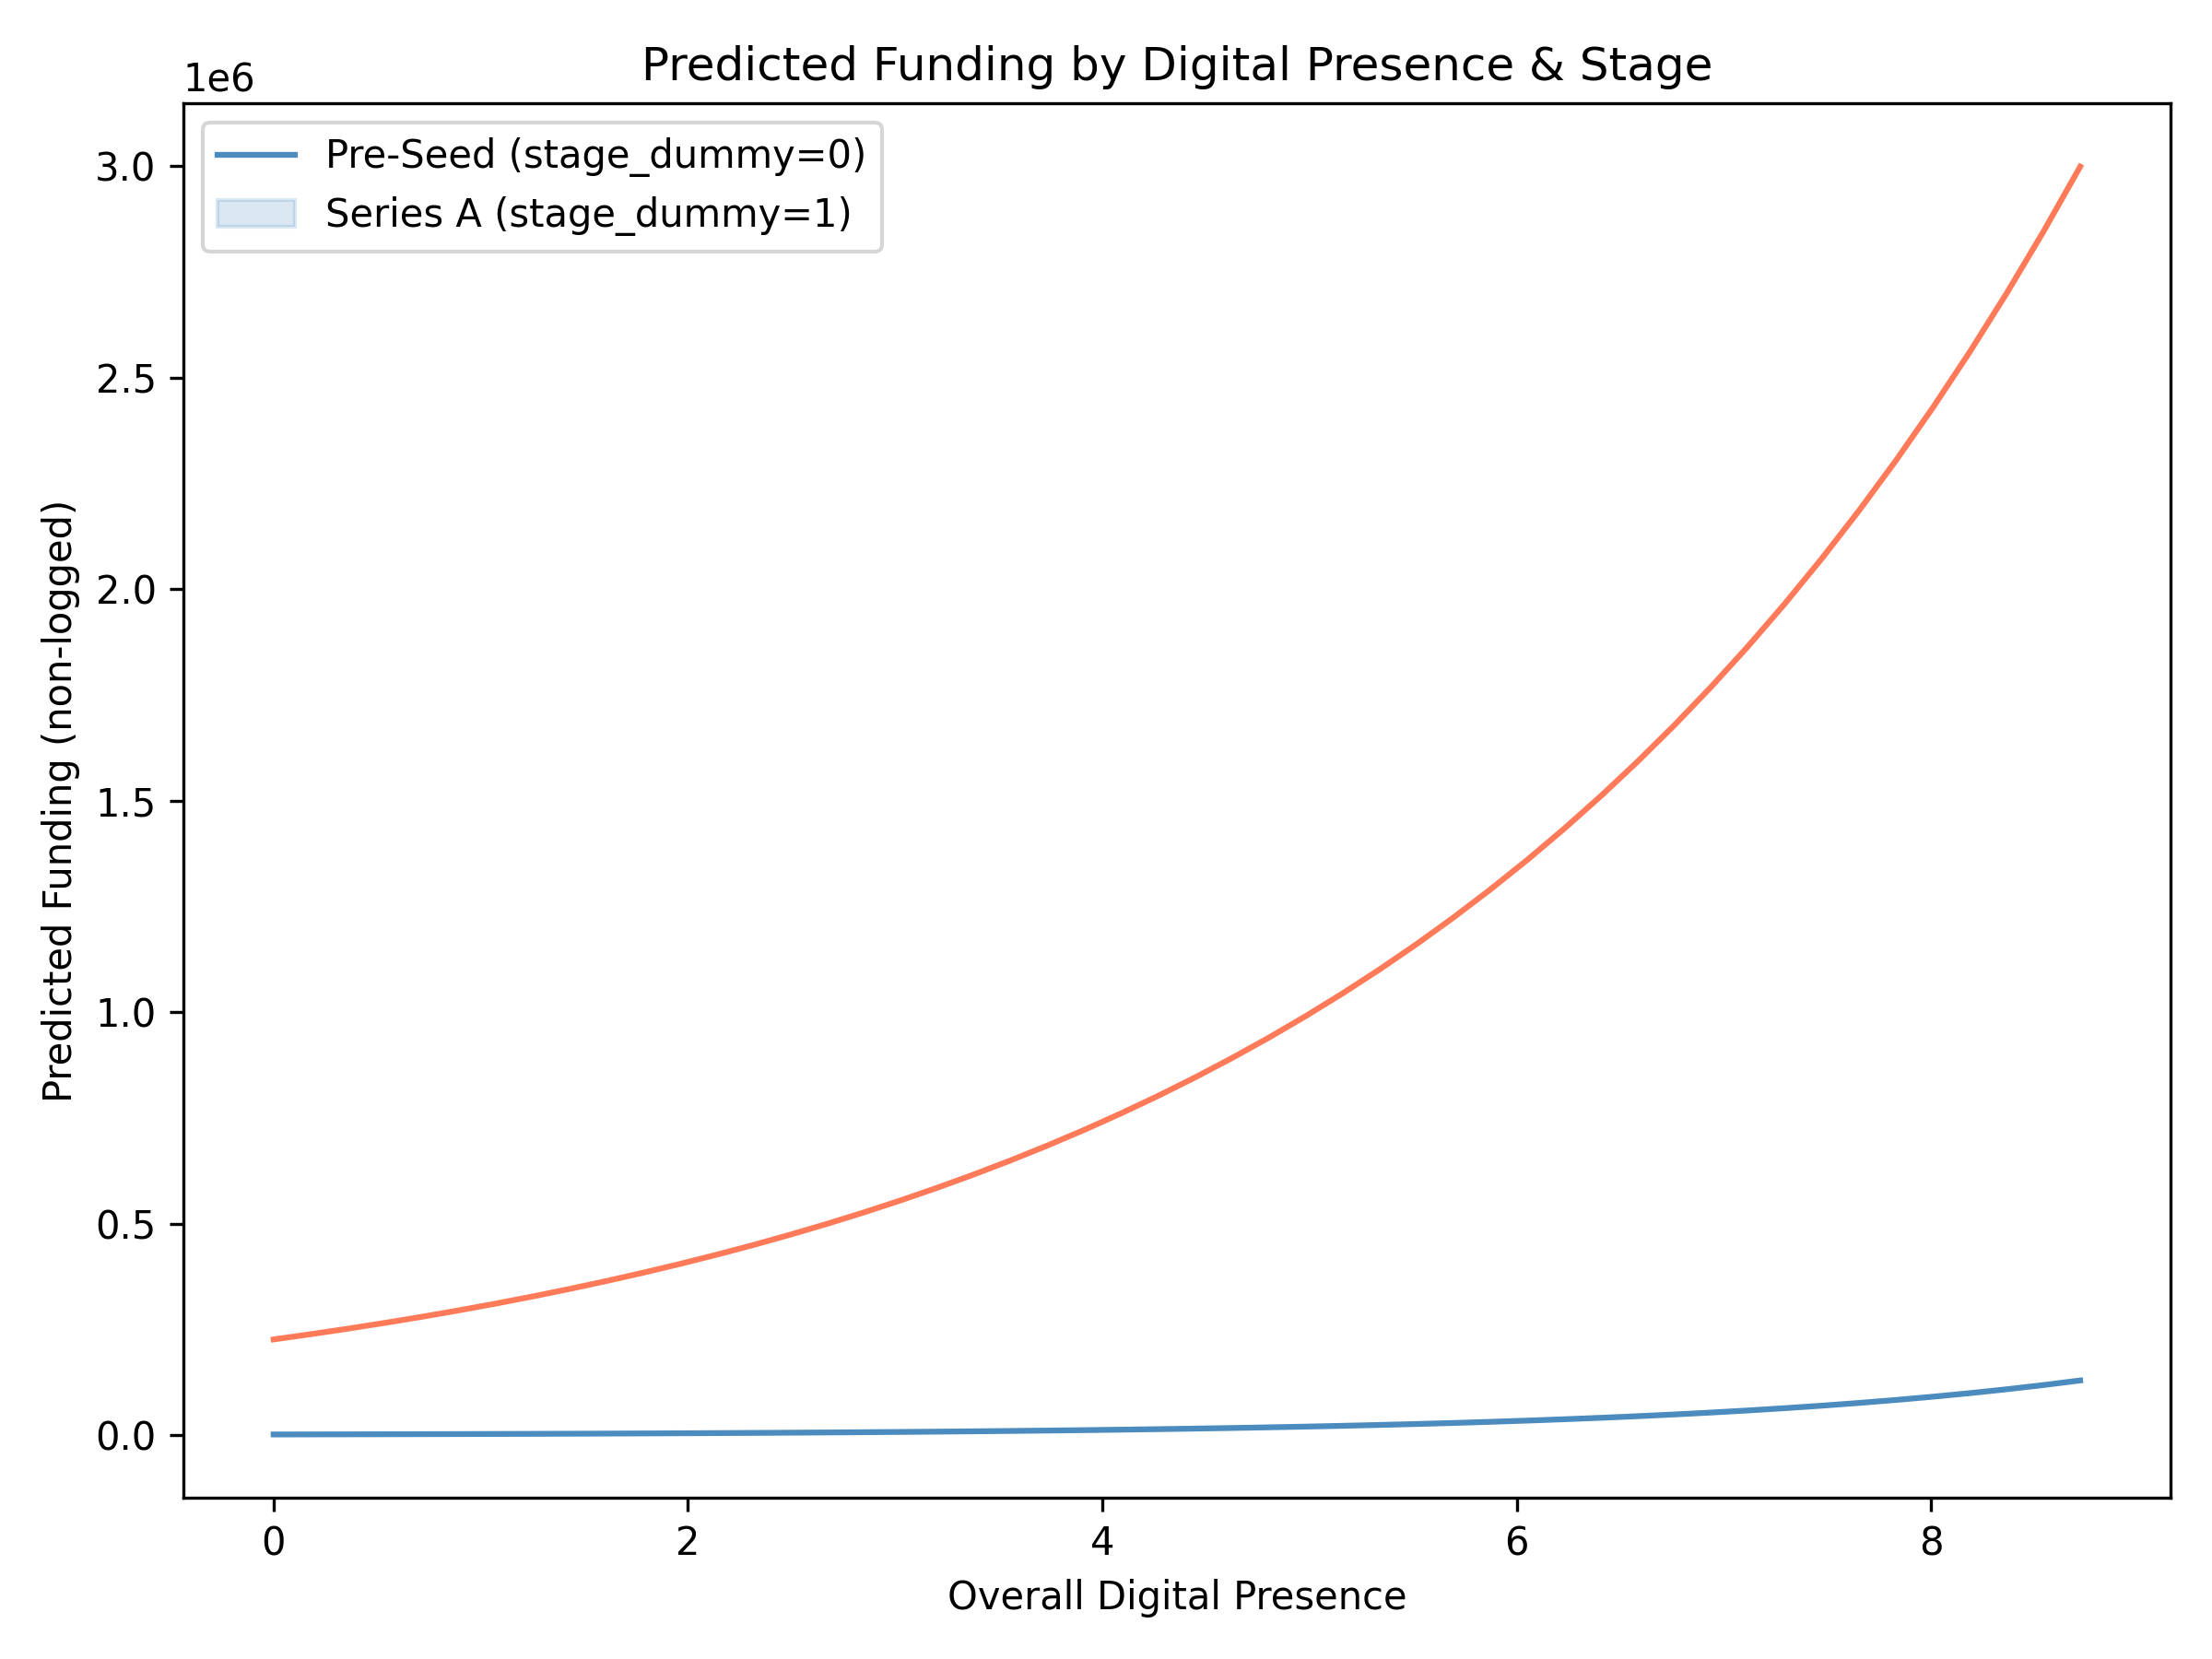 Predicted Funding by Digital Presence & Stage
1e6
Pre-Seed (stage_dummy=0)
Series A (stage_dummy=1)
3.0
2.5
2.0
1.5
1.0
0.5
0.0
Predicted Funding (non-logged)
0 2 4 6 8
Overall Digital Presence